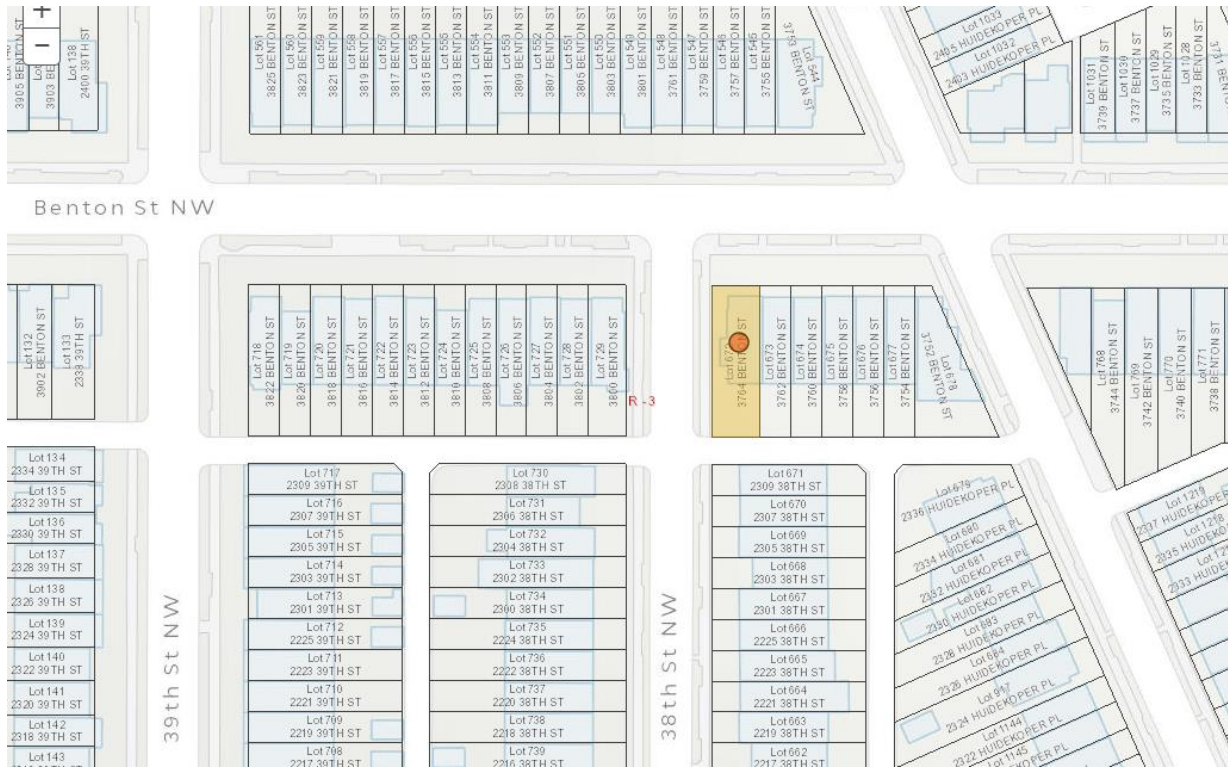 +
−
3905 BENTON ST
3903 BENTON ST
Lot 138
2400 39TH ST
Lot 561
3825 BENTON ST
Lot 560
3823 BENTON ST
Lot 559
3821 BENTON ST
Lot 558
3819 BENTON ST
Lot 557
3817 BENTON ST
Lot 556
3815 BENTON ST
Lot 555
3813 BENTON ST
Lot 554
3811 BENTON ST
Lot 553
3809 BENTON ST
Lot 552
3807 BENTON ST
Lot 551
3805 BENTON ST
Lot 550
3803 BENTON ST
Lot 549
3801 BENTON ST
Lot 548
3761 BENTON ST
Lot 547
3759 BENTON ST
Lot 546
3757 BENTON ST
Lot 545
3755 BENTON ST
Lot 544
3753 BENTON ST
Lot 1033
2405 HUIDEKOPER PL
Lot 1032
2403 HUIDEKOPER PL
Lot 1031
3739 BENTON ST
Lot 1030
3737 BENTON ST
Lot 1029
3735 BENTON ST
Lot 1028
3733 BENTON ST
Benton St NW
Lot 132
3902 BENTON ST
Lot 133
2338 39TH ST
Lot 718
3822 BENTON ST
Lot 719
3820 BENTON ST
Lot 720
3818 BENTON ST
Lot 721
3816 BENTON ST
Lot 722
3814 BENTON ST
Lot 723
3812 BENTON ST
Lot 724
3810 BENTON ST
Lot 725
3808 BENTON ST
Lot 726
3806 BENTON ST
Lot 727
3804 BENTON ST
Lot 728
3802 BENTON ST
Lot 729
3800 BENTON ST
R-3
3764 BENTON ST
Lot 673
3762 BENTON ST
Lot 674
3760 BENTON ST
Lot 675
3758 BENTON ST
Lot 676
3756 BENTON ST
Lot 677
3754 BENTON ST
Lot 678
3752 BENTON ST
Lot 768
3744 BENTON ST
Lot 769
3742 BENTON ST
Lot 770
3740 BENTON ST
Lot 771
3738 BENTON ST
Lot 134
2334 39TH ST
Lot 135
2332 39TH ST
Lot 136
2330 39TH ST
Lot 137
2328 39TH ST
Lot 138
2326 39TH ST
Lot 139
2324 39TH ST
Lot 140
2322 39TH ST
Lot 141
2320 39TH ST
Lot 142
2318 39TH ST
Lot 143
39th St NW
Lot 717
2309 39TH ST
Lot 716
2307 39TH ST
Lot 715
2305 39TH ST
Lot 714
2303 39TH ST
Lot 713
2301 39TH ST
Lot 712
2225 39TH ST
Lot 711
2223 39TH ST
Lot 710
2221 39TH ST
Lot 709
2219 39TH ST
Lot 708
2217 39TH ST
Lot 730
2308 38TH ST
Lot 731
2306 38TH ST
Lot 732
2304 38TH ST
Lot 733
2302 38TH ST
Lot 734
2300 38TH ST
Lot 735
2224 38TH ST
Lot 736
2222 38TH ST
Lot 737
2220 38TH ST
Lot 738
2218 38TH ST
Lot 739
2216 38TH ST
38th St NW
Lot 671
2309 38TH ST
Lot 670
2307 38TH ST
Lot 669
2305 38TH ST
Lot 668
2303 38TH ST
Lot 667
2301 38TH ST
Lot 666
2225 38TH ST
Lot 665
2223 38TH ST
Lot 664
2221 38TH ST
Lot 663
2219 38TH ST
Lot 662
2217 38TH ST
Lot 679
2336 HUIDEKOPER PL
Lot 680
2334 HUIDEKOPER PL
Lot 681
2332 HUIDEKOPER PL
Lot 682
2330 HUIDEKOPER PL
Lot 683
2328 HUIDEKOPER PL
Lot 684
2326 HUIDEKOPER PL
Lot 947
2324 HUIDEKOPER PL
Lot 1144
2322 HUIDEKOPER PL
Lot 1145
Lot 1219
2337 HUIDEKOPER
2335 HUIDEKOPER
2333 HUIDEKOPER